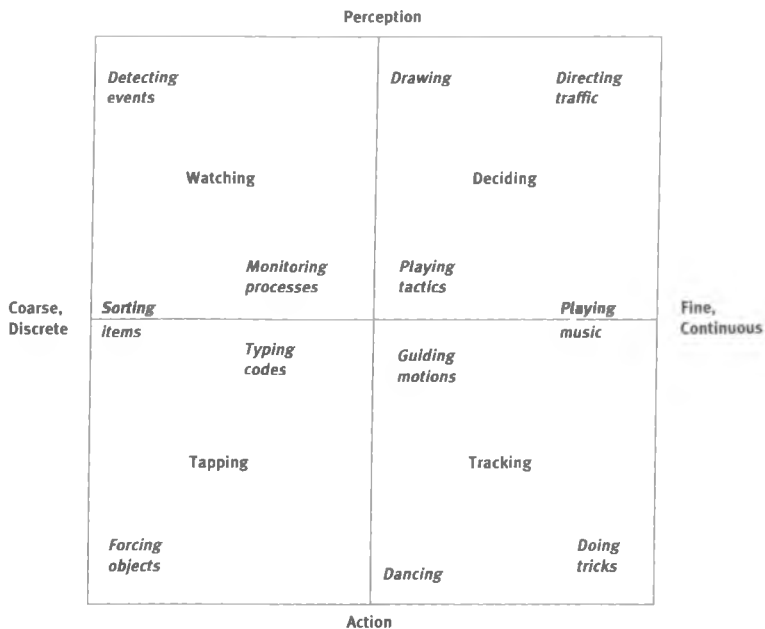 Perception
Detecting
events
Drawing
Directing
traffic
Watching
Deciding
Monitoring
processes
Playing
tactics
Coarse,
Discrete
Sorting
items
Playing
music
Fine,
Continuous
Typing
codes
Guiding
motions
Tapping
Tracking
Forcing
objects
Dancing
Doing
tricks
Action